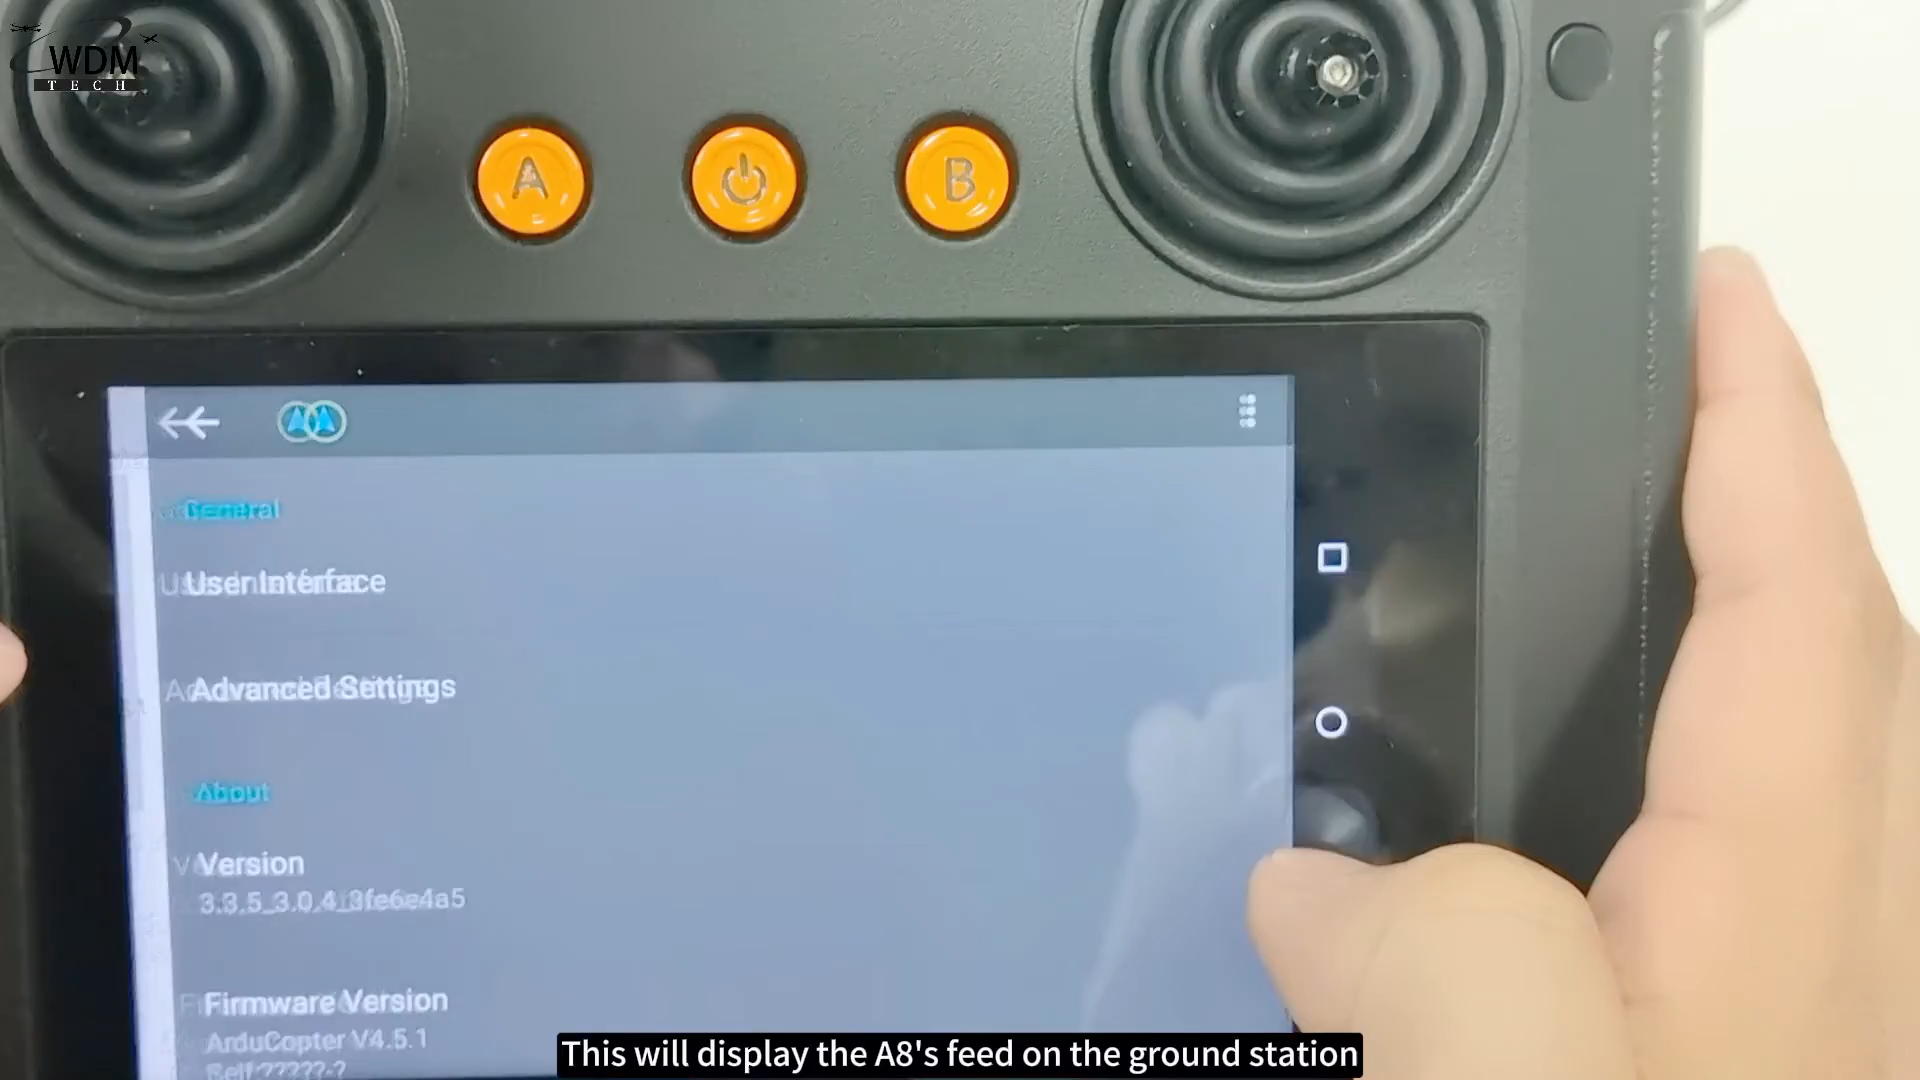 WDM
TECH
A
B
General
User Interface
Advanced Settings
About
Version
3.3.5_3.0.4_3fe6e4a5
Firmware Version
ArduCopter V4.5.1
This will display the A8's feed on the ground station